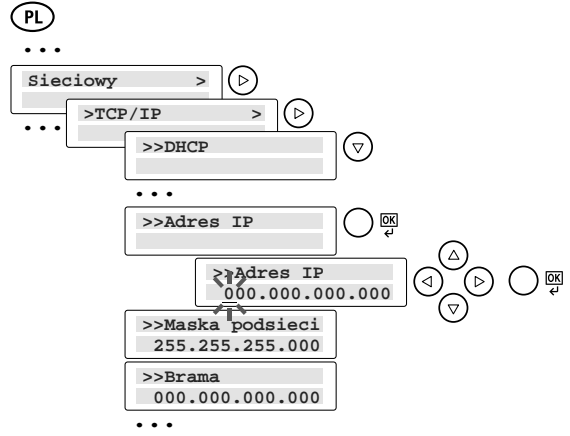 PL
...
Sieciowy >
>TCP/IP >
...
>>DHCP
...
>>Adres IP
OK
>>Adres IP
000.000.000.000
OK
>>Maska podsieci
255.255.255.000
>>Brama
000.000.000.000
...